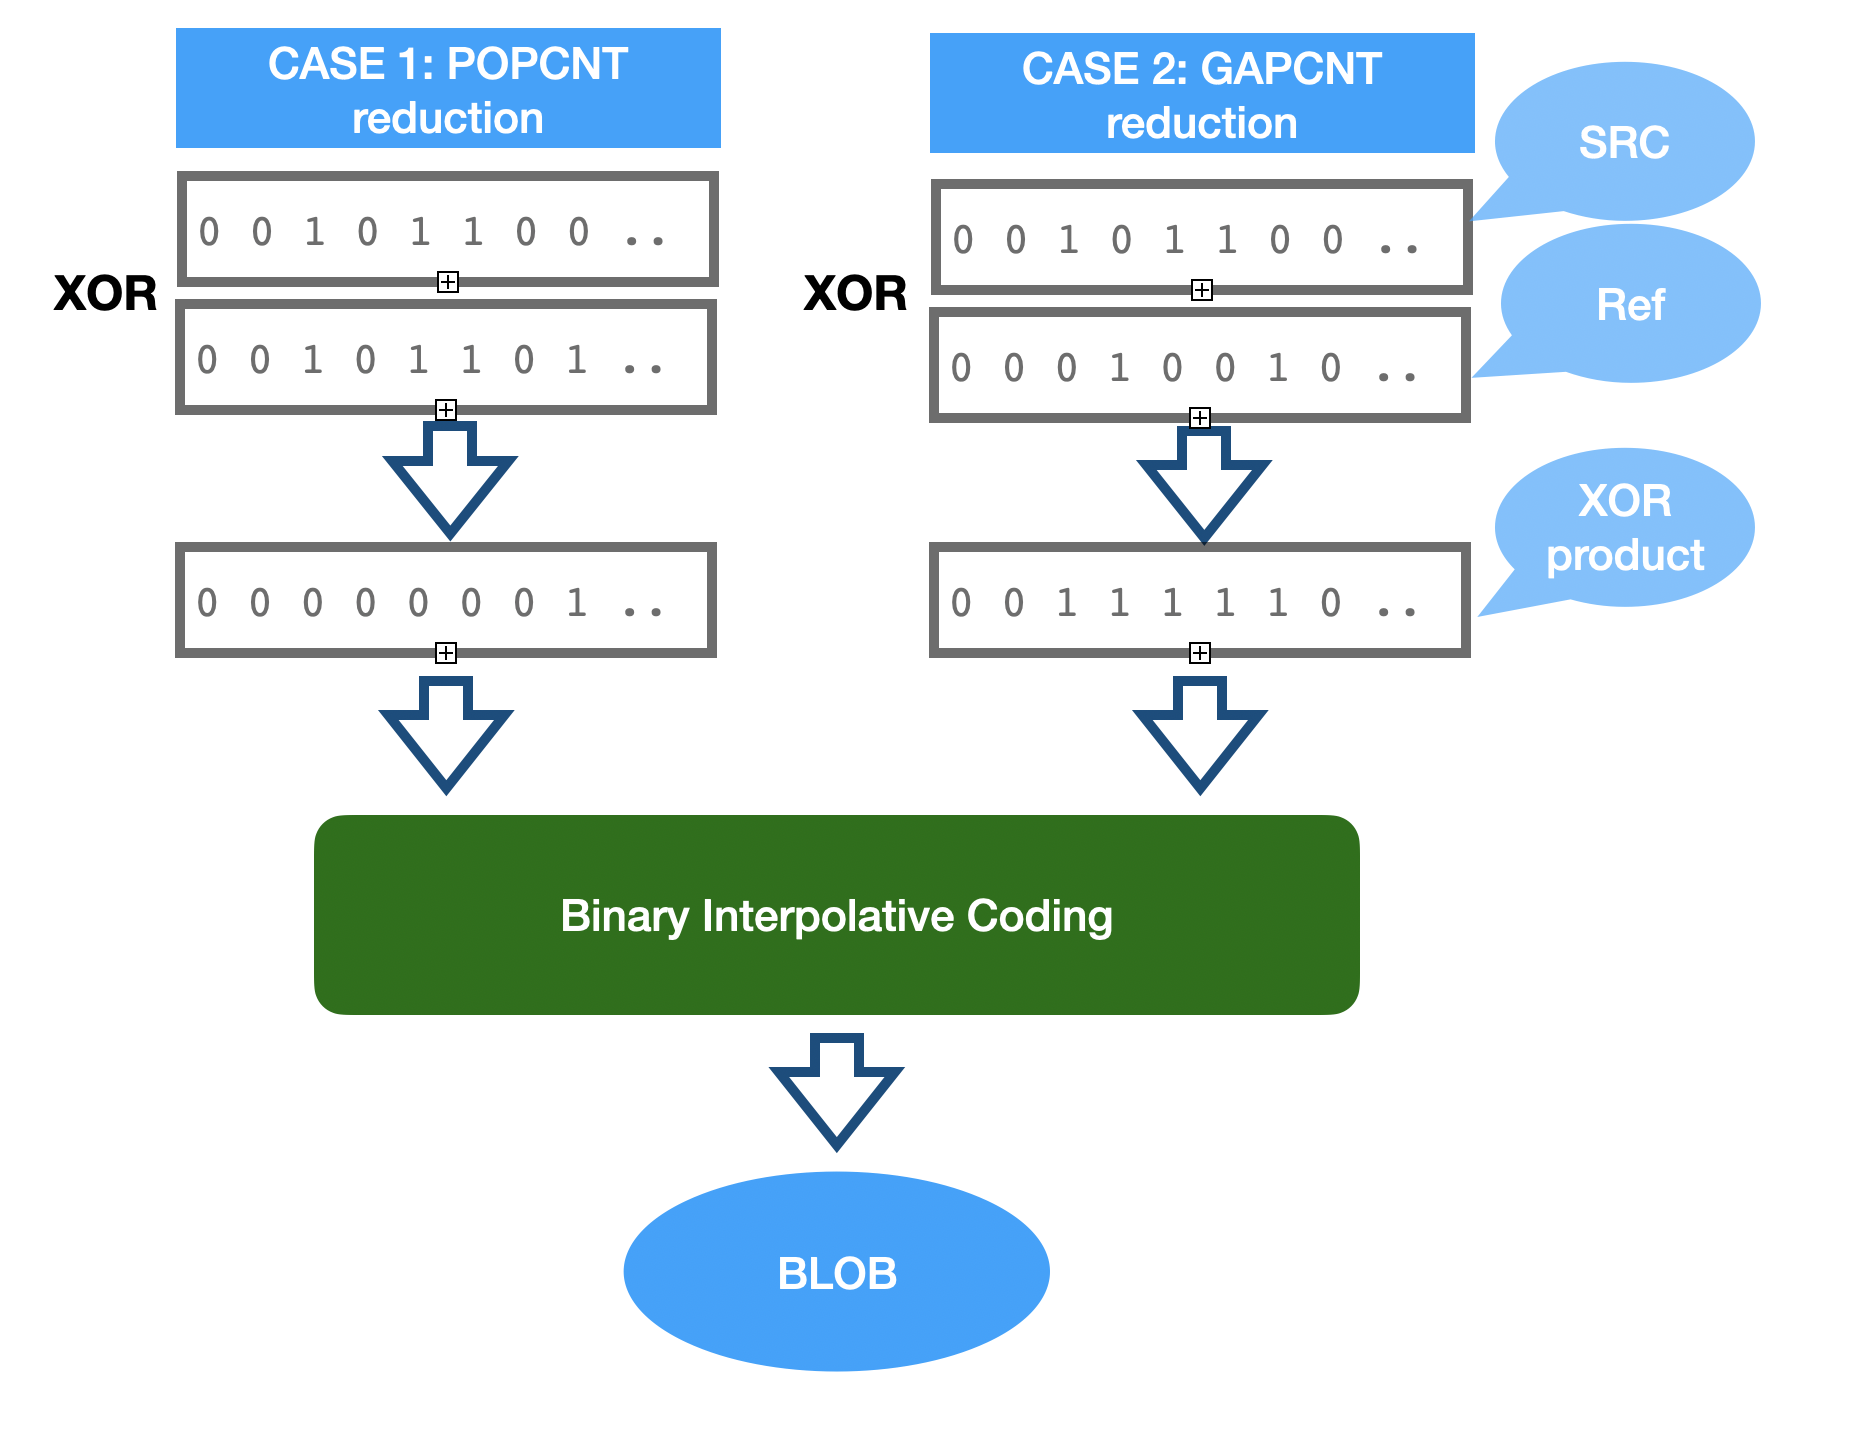 CASE 1: POPCNT
reduction
0 0 1 0 1 1 0 0 ..
XOR
0 0 1 0 1 1 0 1 ..
0 0 0 0 0 0 0 1 ..
CASE 2: GAPCNT
reduction
SRC
0 0 1 0 1 1 0 0 ..
XOR
Ref
0 0 0 1 0 0 1 0 ..
XOR
product
0 0 1 1 1 1 1 0 ..
Binary Interpolative Coding
BLOB